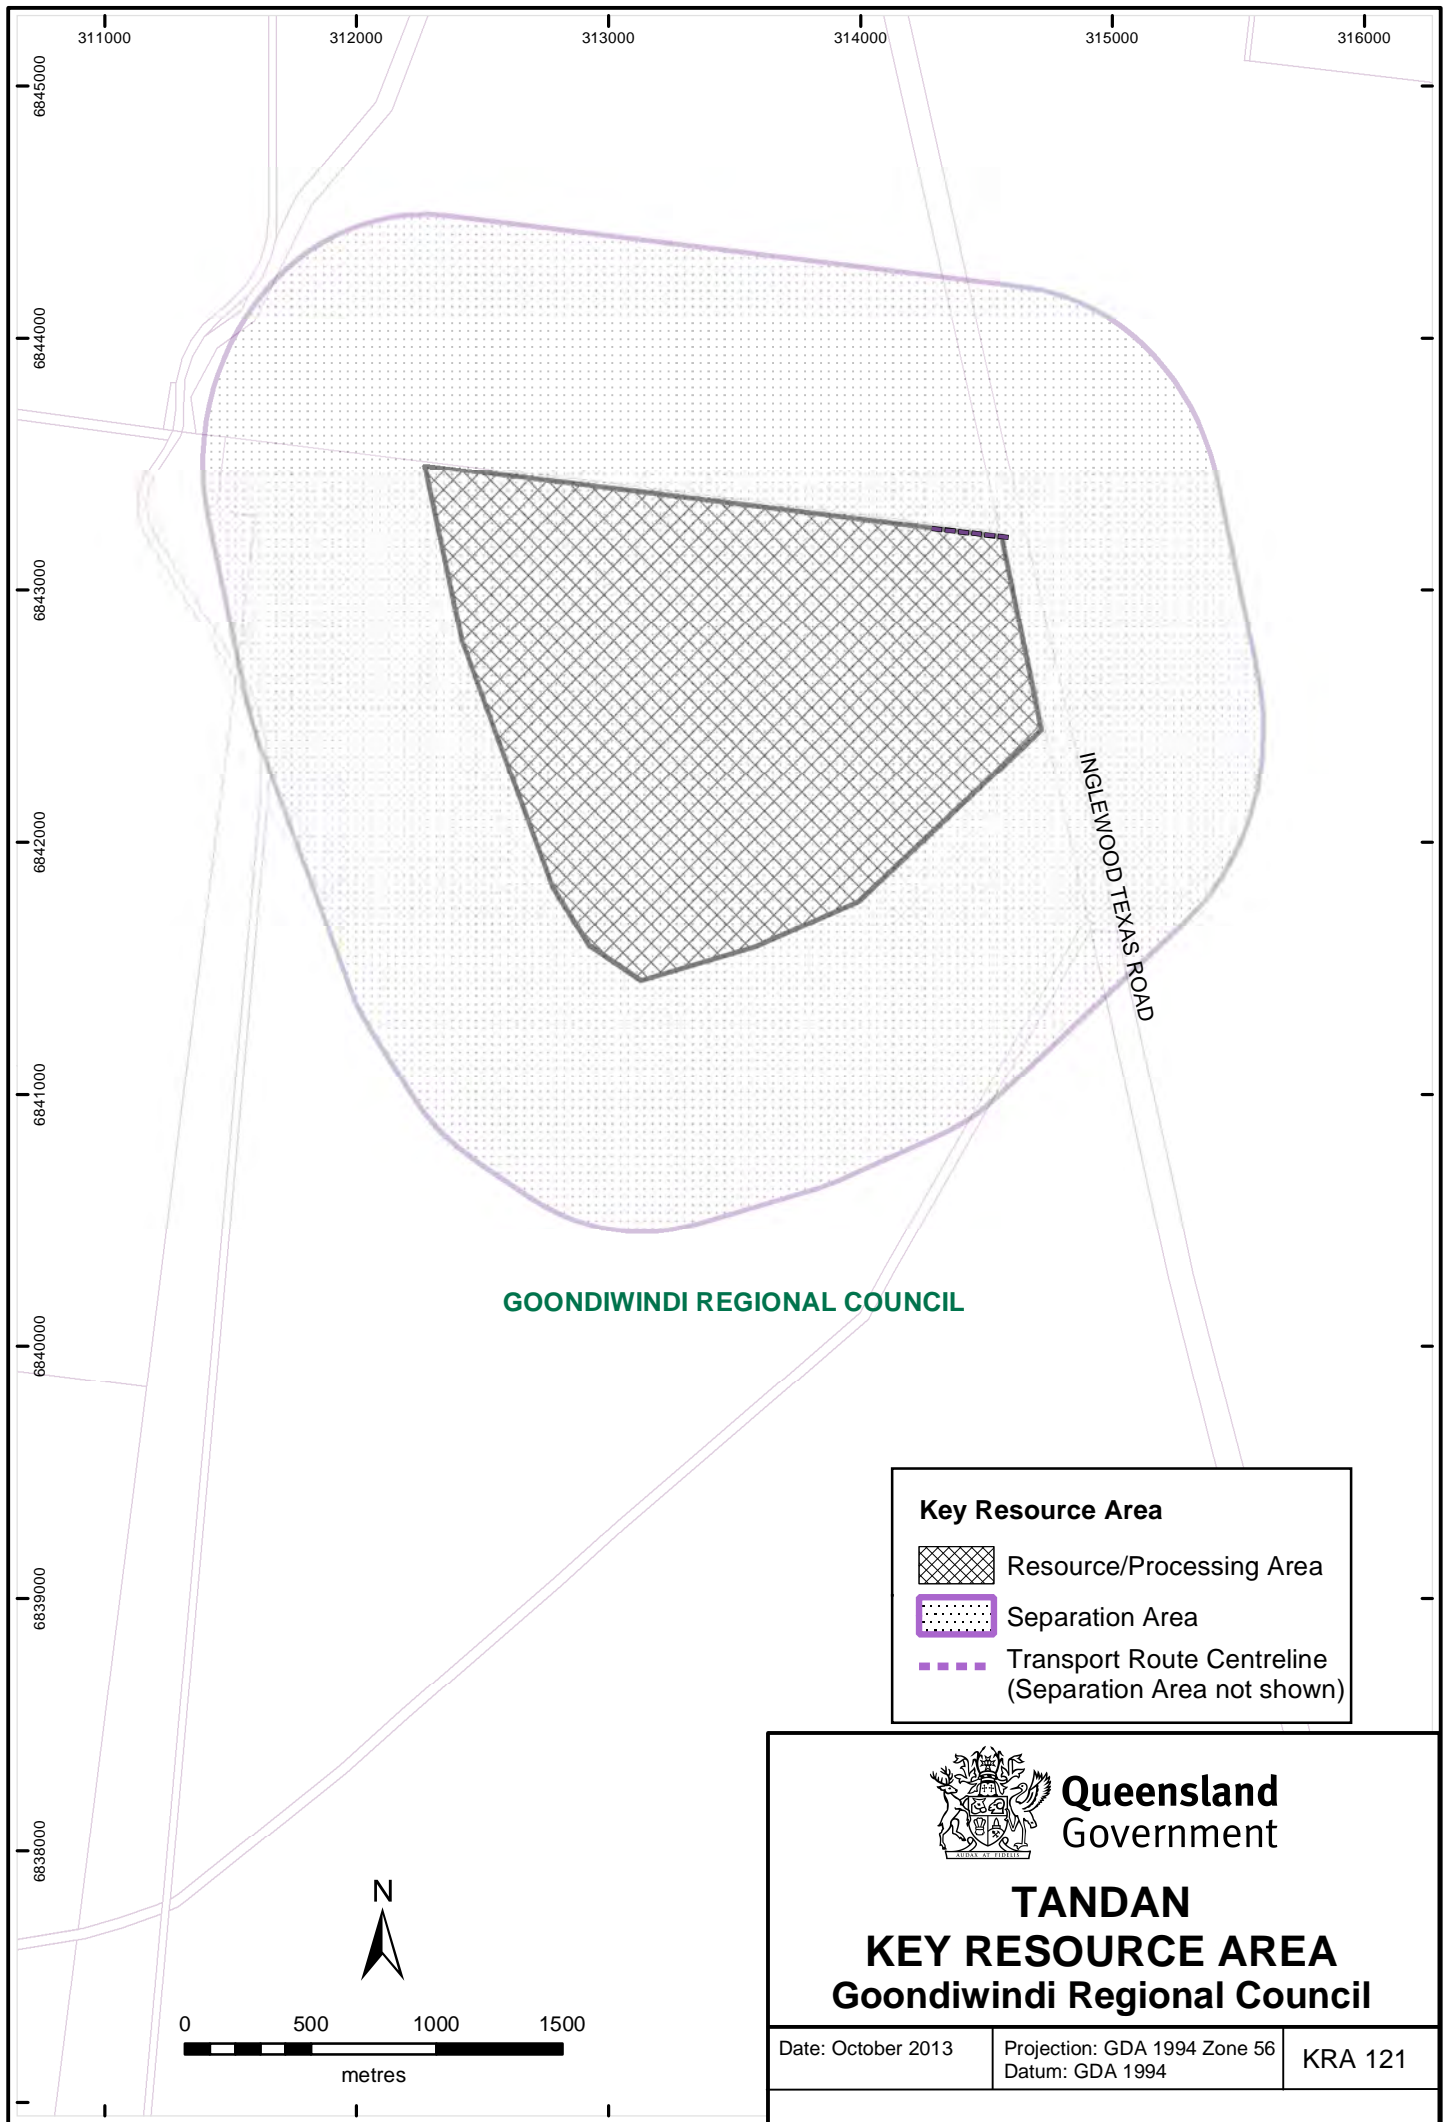 311000
312000
313000
314000
315000
316000
6845000
6844000
6843000
6842000
6841000
6840000
6839000
6838000
INGLEWOOD TEXAS ROAD
GOONDIWINDI REGIONAL COUNCIL
Key Resource Area
Resource/Processing Area
Separation Area
Transport Route Centreline
(Separation Area not shown)
AUDAX AT FIDELIS
Queensland
Government
TANDAN
KEY RESOURCE AREA
Goondiwindi Regional Council
Date: October 2013
Projection: GDA 1994 Zone 56
Datum: GDA 1994
KRA 121
N
0 500 1000 1500
metres